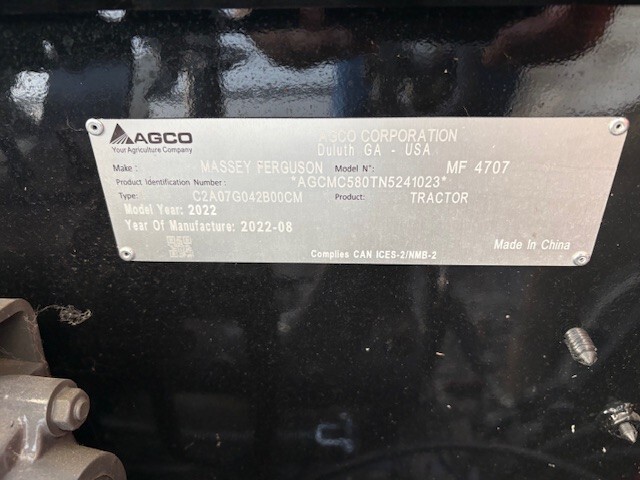 AGCO
Your Agriculture Company
AGCO CORPORATION
Duluth GA - USA
Make : MASSEY FERGUSON Model N°: MF 4707
Product Identification Number : *AGCMC580TN5241023*
Type: C2A07G042B00CM Product: TRACTOR
Model Year: 2022
Year Of Manufacture: 2022-08
Complies CAN ICES-2/NMB-2
Made In China